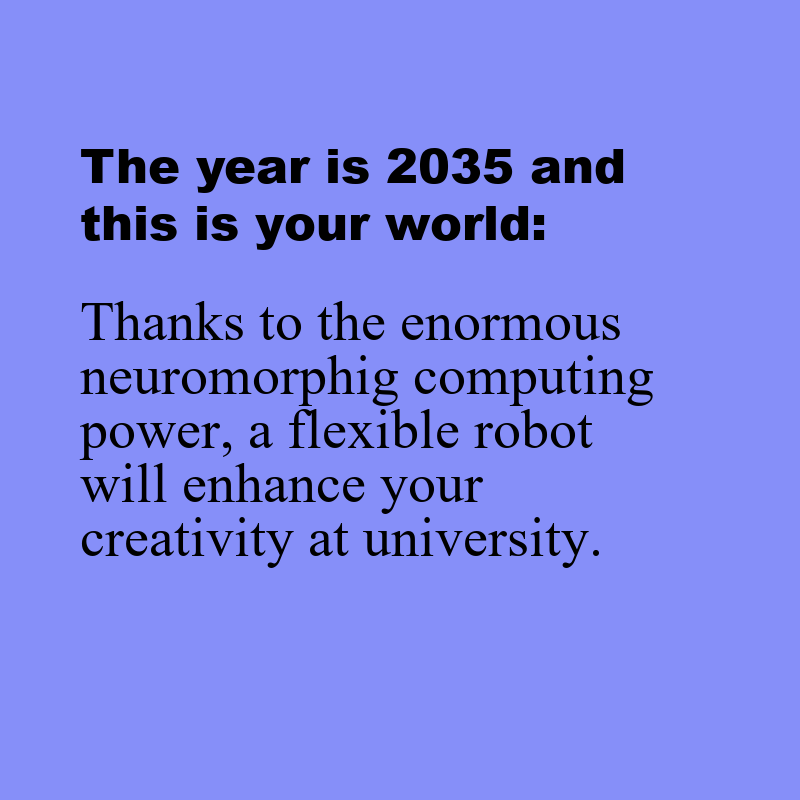 The year is 2035 and
this is your world:
Thanks to the enormous
neuromorphig computing
power, a flexible robot
will enhance your
creativity at university.